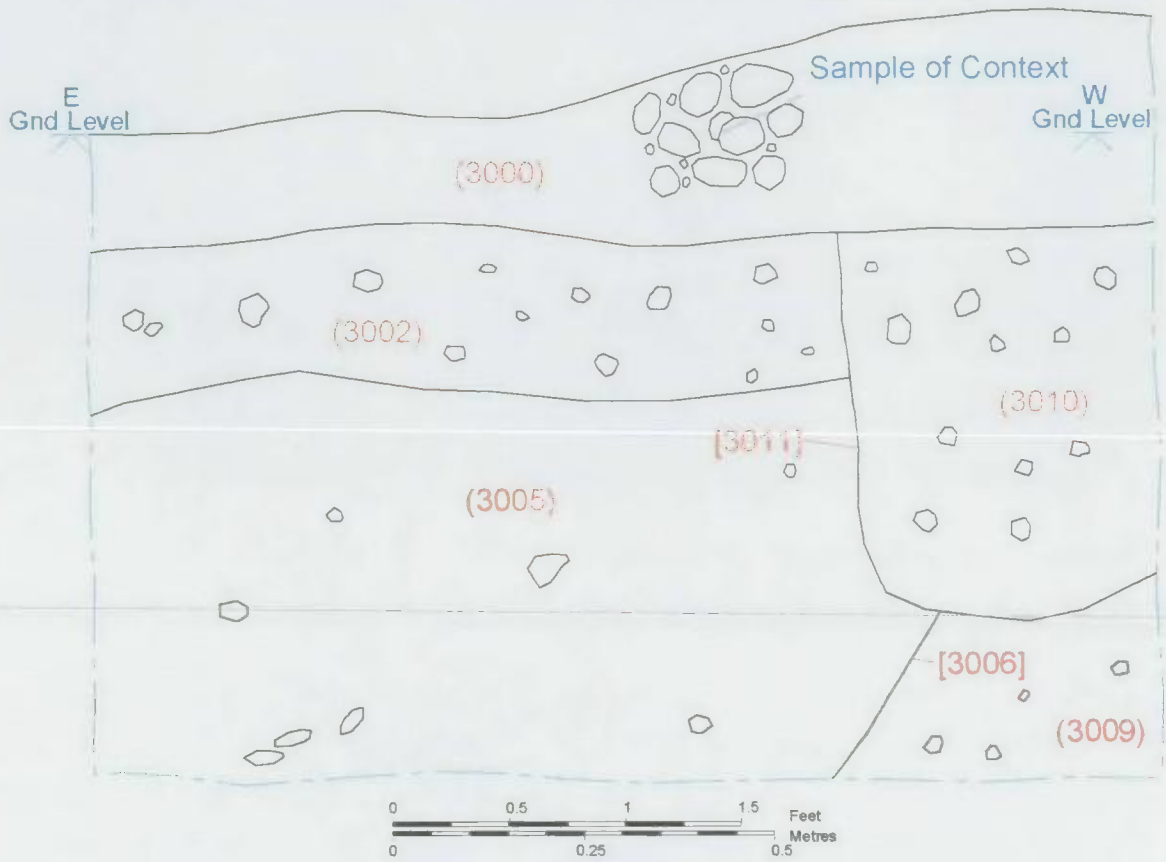 Sample of Context
E
Gnd Level
W
Gnd Level
(3000)
(3002)
(3010)
[3011]
(3005)
[3006]
(3009)
0 0.5 1 1.5 Feet
Metres
0 0.25 0.5